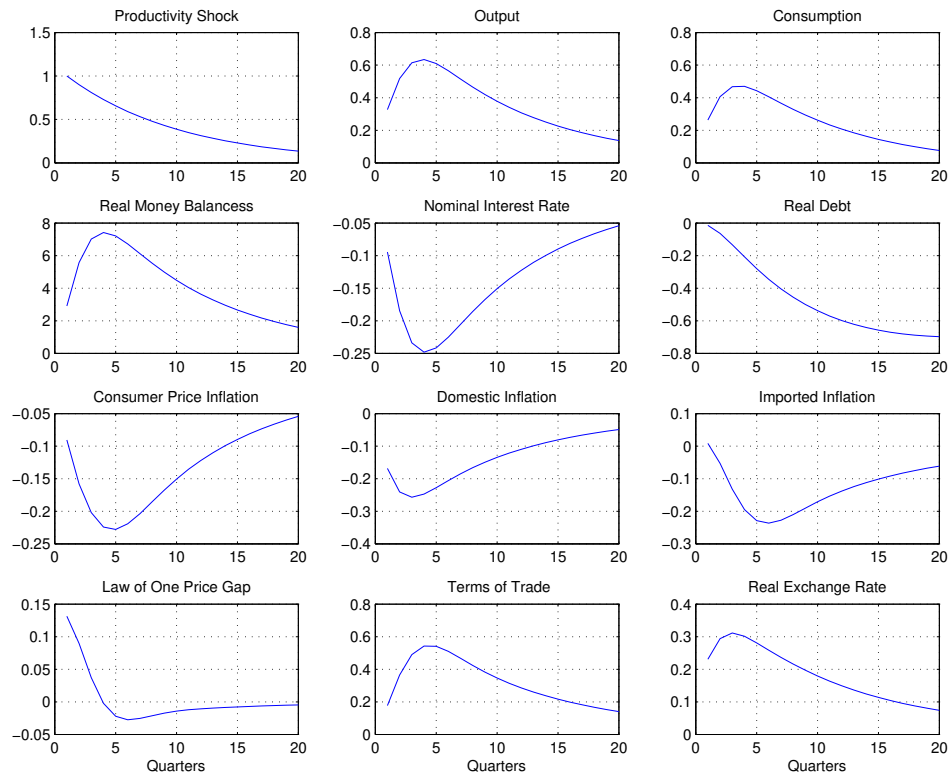 Productivity Shock
1.5
1
0.5
0
0 5 10 15 20
Output
0.8
0.6
0.4
0.2
0
0 5 10 15 20
Consumption
0.8
0.6
0.4
0.2
0
0 5 10 15 20
Real Money Balancess
8
6
4
2
0
0 5 10 15 20
Nominal Interest Rate
−0.05
−0.1
−0.15
−0.2
−0.25
0 5 10 15 20
Real Debt
0
−0.2
−0.4
−0.6
−0.8
0 5 10 15 20
Consumer Price Inflation
−0.05
−0.1
−0.15
−0.2
−0.25
0 5 10 15 20
Domestic Inflation
0
−0.1
−0.2
−0.3
−0.4
0 5 10 15 20
Imported Inflation
0.1
0
−0.1
−0.2
−0.3
0 5 10 15 20
Law of One Price Gap
0.15
0.1
0.05
0
−0.05
0 5 10 15 20
Quarters
Terms of Trade
0.8
0.6
0.4
0.2
0
0 5 10 15 20
Quarters
Real Exchange Rate
0.4
0.3
0.2
0.1
0
0 5 10 15 20
Quarters